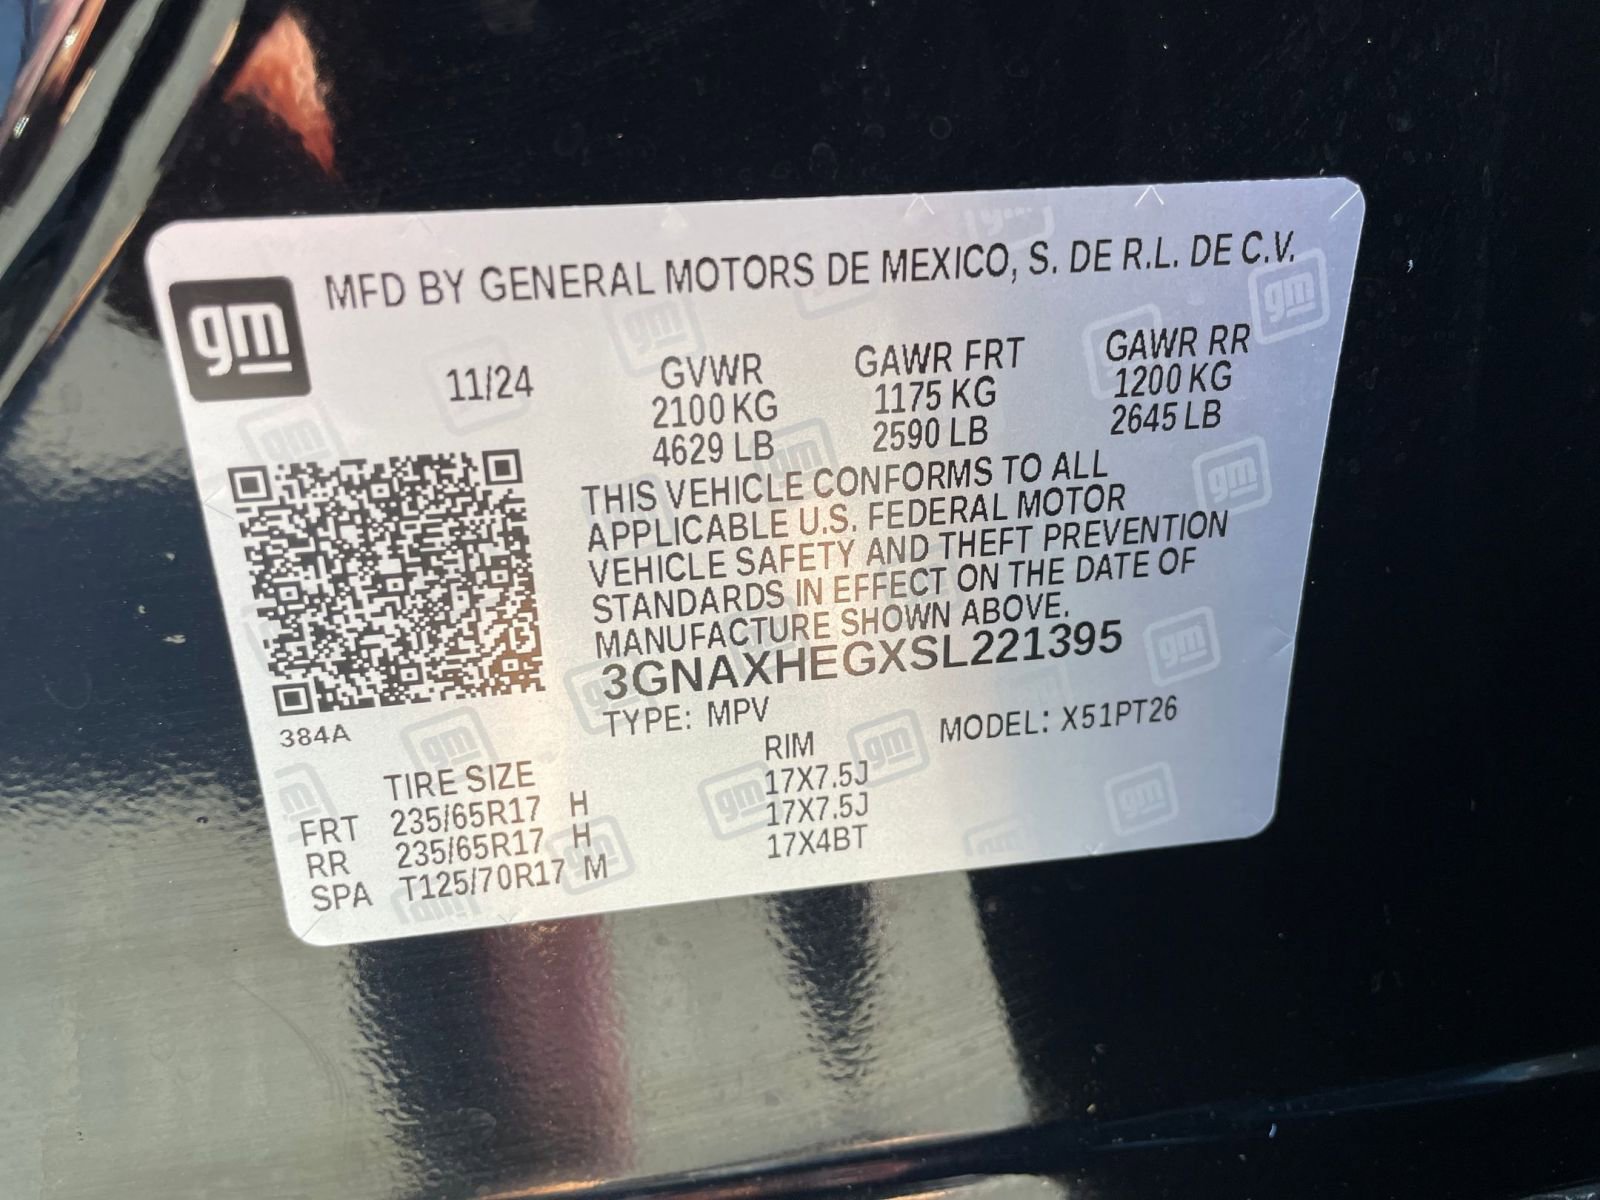 gm
MFD BY GENERAL MOTORS DE MEXICO, S. DE R.L. DE C.V.
11/24 GVWR GAWR FRT GAWR RR
2100 KG 1175 KG 1200 KG
4629 LB 2590 LB 2645 LB
THIS VEHICLE CONFORMS TO ALL
APPLICABLE U.S. FEDERAL MOTOR
VEHICLE SAFETY AND THEFT PREVENTION
STANDARDS IN EFFECT ON THE DATE OF
MANUFACTURE SHOWN ABOVE.
3GNAXHEGXSL221395
TYPE: MPV MODEL: X51PT26
384A
TIRE SIZE RIM
FRT 235/65R17 H 17X7.5J
RR 235/65R17 H 17X7.5J
SPA T125/70R17 M 17X4BT